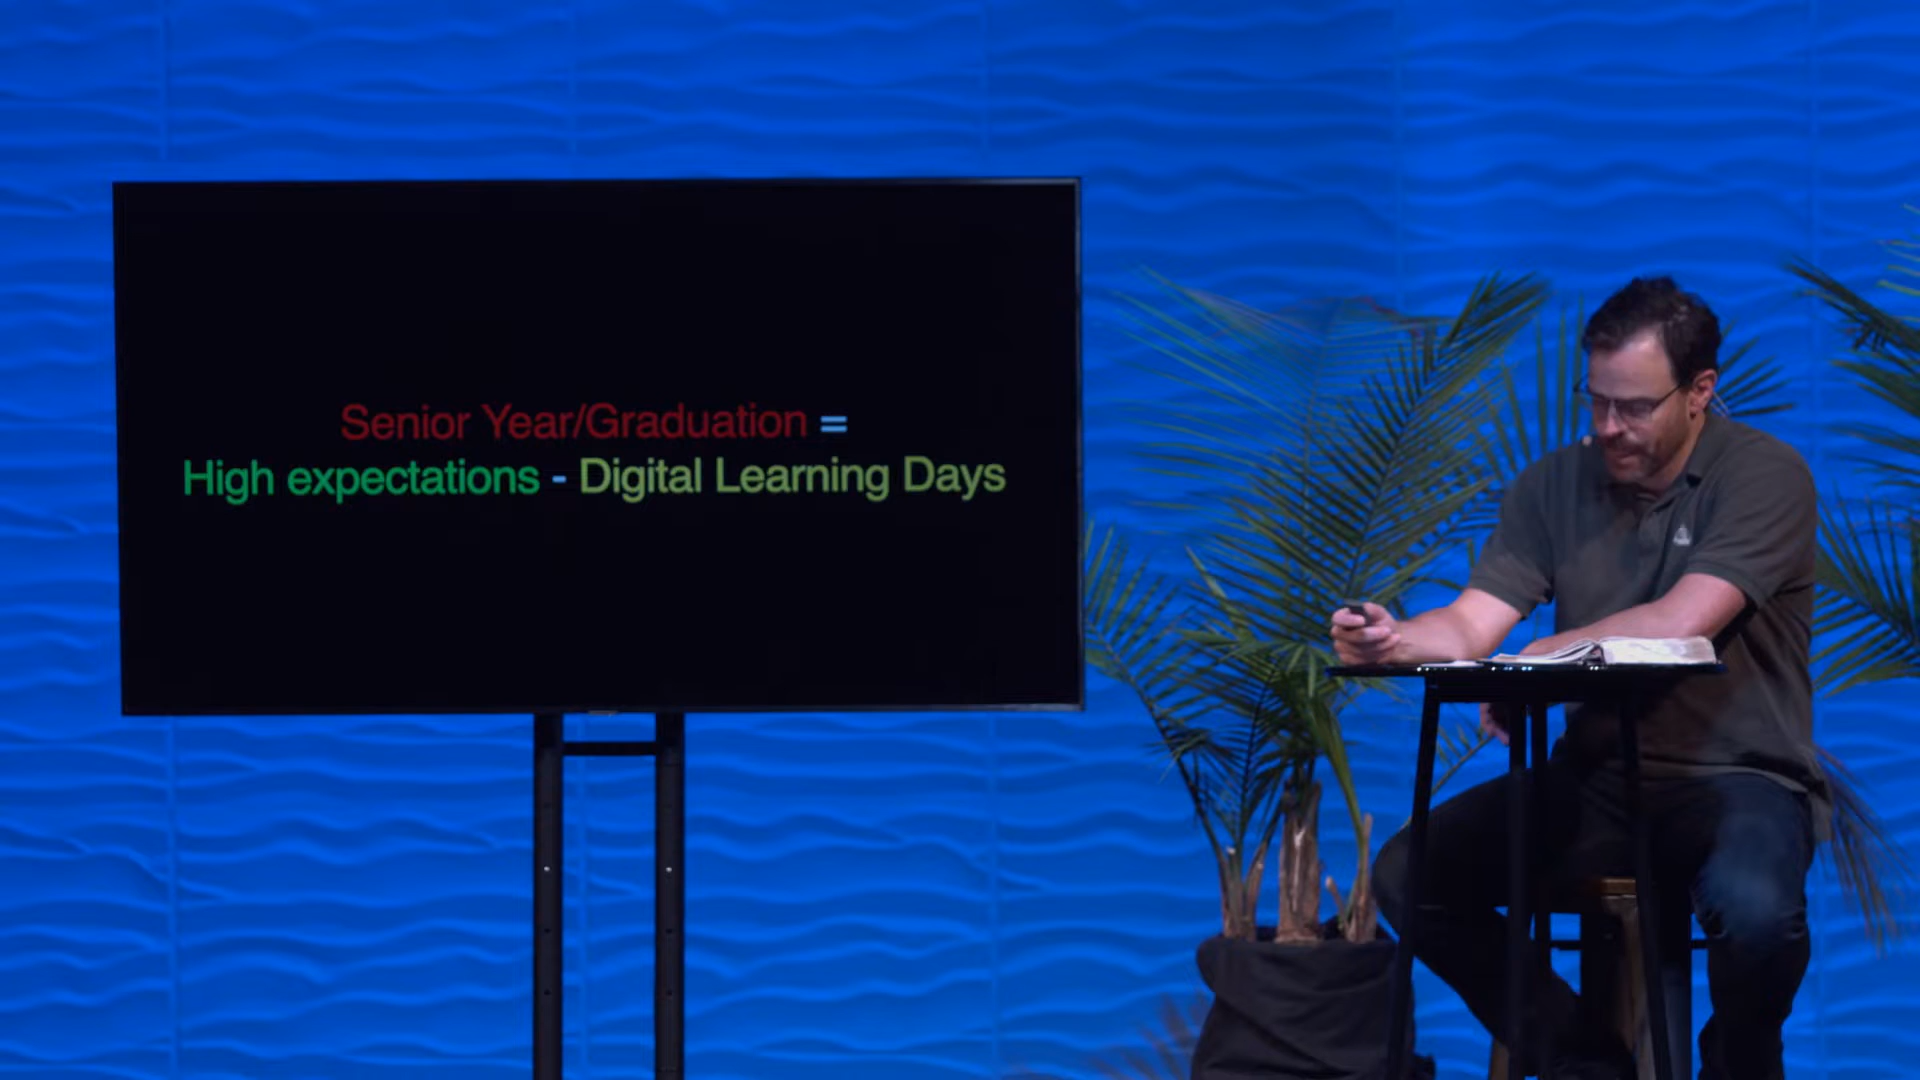 Senior Year/Graduation =
High expectations - Digital Learning Days